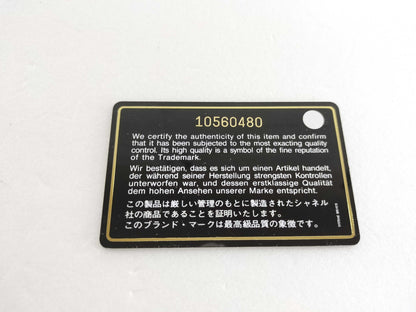 10560480
We certify the authenticity of this item and confirm
that it has been subjected to the most exacting quality
control. Its high quality is a symbol of the fine reputation
of the Trademark.
Wir bestätigen, dass es sich um einen Artikel handelt,
der während seiner Herstellung strengsten Kontrollen
unterworfen war, und dessen erstklassige Qualität
dem hohen Ansehen unserer Marke entspricht.
この製品は厳しい管理のもとに製造されたシャネル
社の商品であることを証明いたします。
このブランド・マークは最高級品質の象徴です。